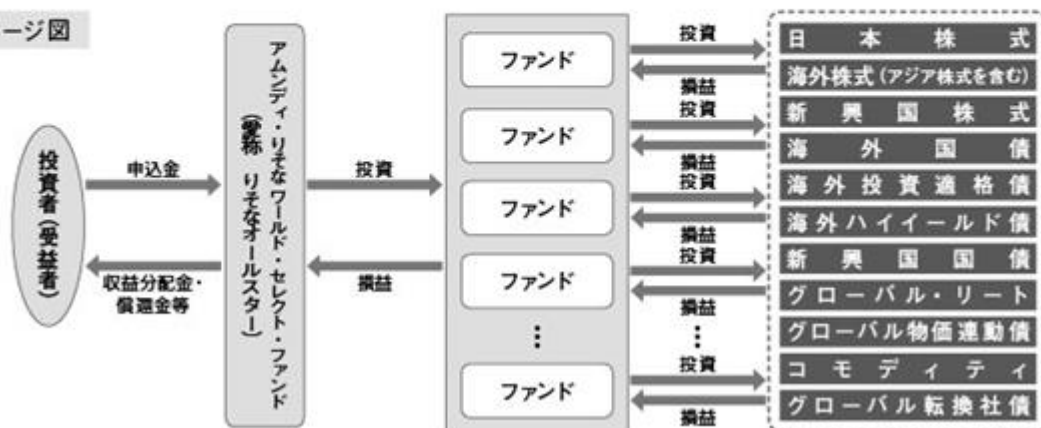 ージ図
投資者(受益者)
申込金
収益分配金・
償還金等
アムンディ・りそな ワールド・セレクト・ファンド
(愛称 りそなオールスター)
投資
損益
ファンド
ファンド
ファンド
ファンド
⋮
ファンド
投資
損益
投資
損益
投資
損益
投資
損益
⋮
投資
損益
日本株式
海外株式(アジア株式を含む)
新興国株式
海外国債
海外投資適格債
海外ハイイールド債
新興国国債
グローバル・リート
グローバル物価連動債
コモディティ
グローバル転換社債